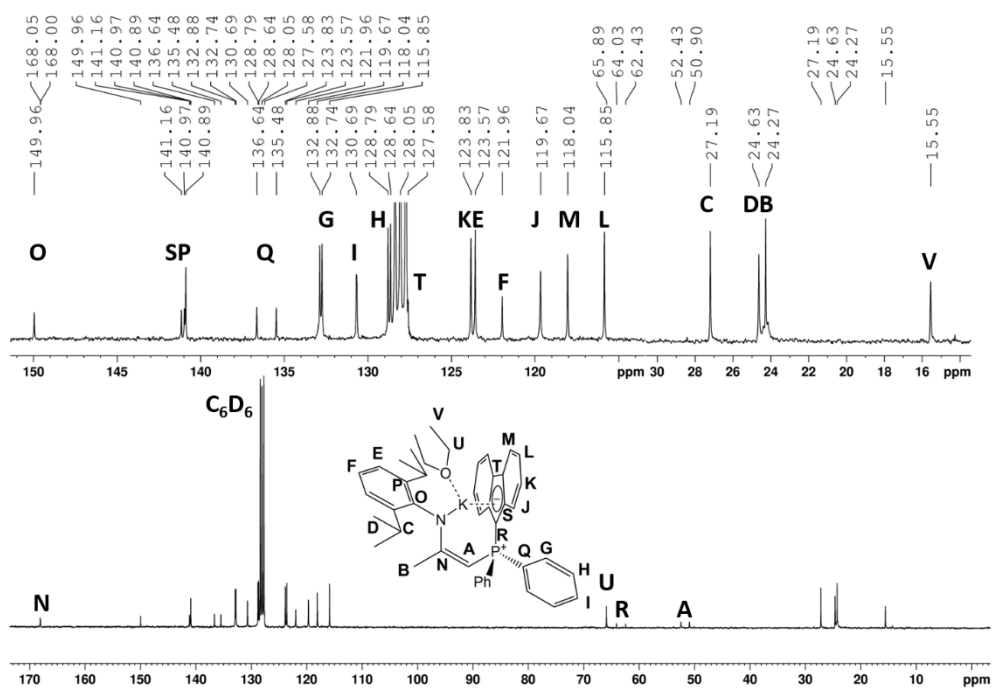 168.05
168.00
149.96
141.16
140.97
140.89
136.64
135.48
132.88
132.74
130.69
128.79
128.64
128.05
127.58
123.83
123.57
121.96
119.67
118.04
115.85
65.89
64.03
62.43
52.43
50.90
27.19
24.63
24.27
15.55
149.96
141.16
140.97
140.89
136.64
135.48
132.88
132.74
130.69
128.79
128.64
128.05
127.58
123.83
123.57
121.96
119.67
118.04
115.85
27.19
24.63
24.27
15.55
O SP Q G I H T KE F J M L C DB V
150 145 140 135 130 125 120 ppm 30 28 26 24 22 20 18 16 ppm
C6D6
V
U
M
L
F
E
T
K
P
O
O
K
-
J
S
N
D
C
R
A
P+
Q
G
B
N
Ph
H
I
N
U
R
A
170 160 150 140 130 120 110 100 90 80 70 60 50 40 30 20 10 ppm